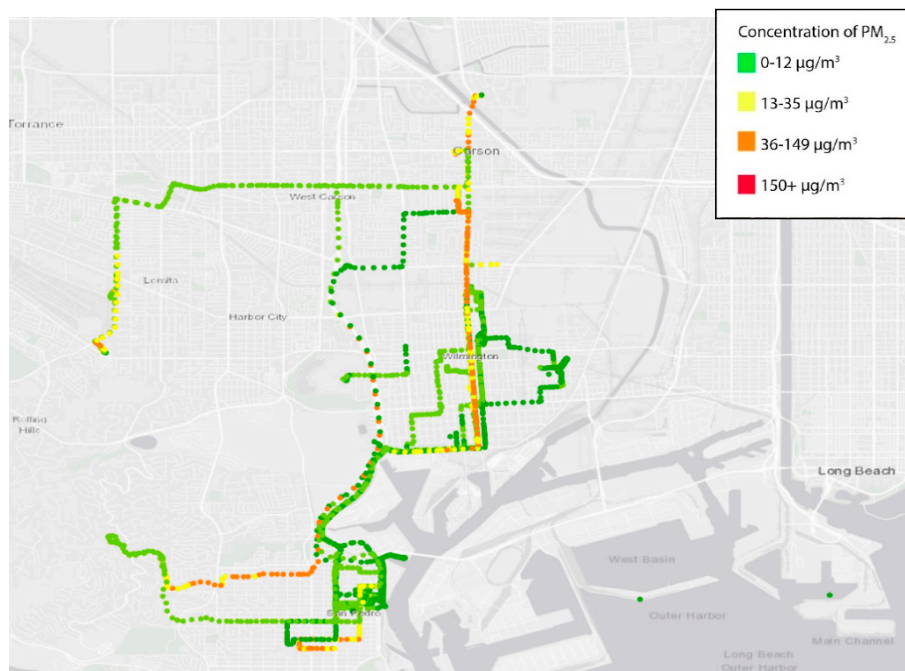 Concentration of PM2.5
0-12 µg/m³
13-35 µg/m³
36-149 µg/m³
150+ µg/m³
Torrance
Carson
West Carson
Lomita
Harbor City
Wilmington
Rolling
Hills
Long Beach
West Basin
San Pedro
Outer Harbor
Main Channel
Long Beach
Outer Harbor